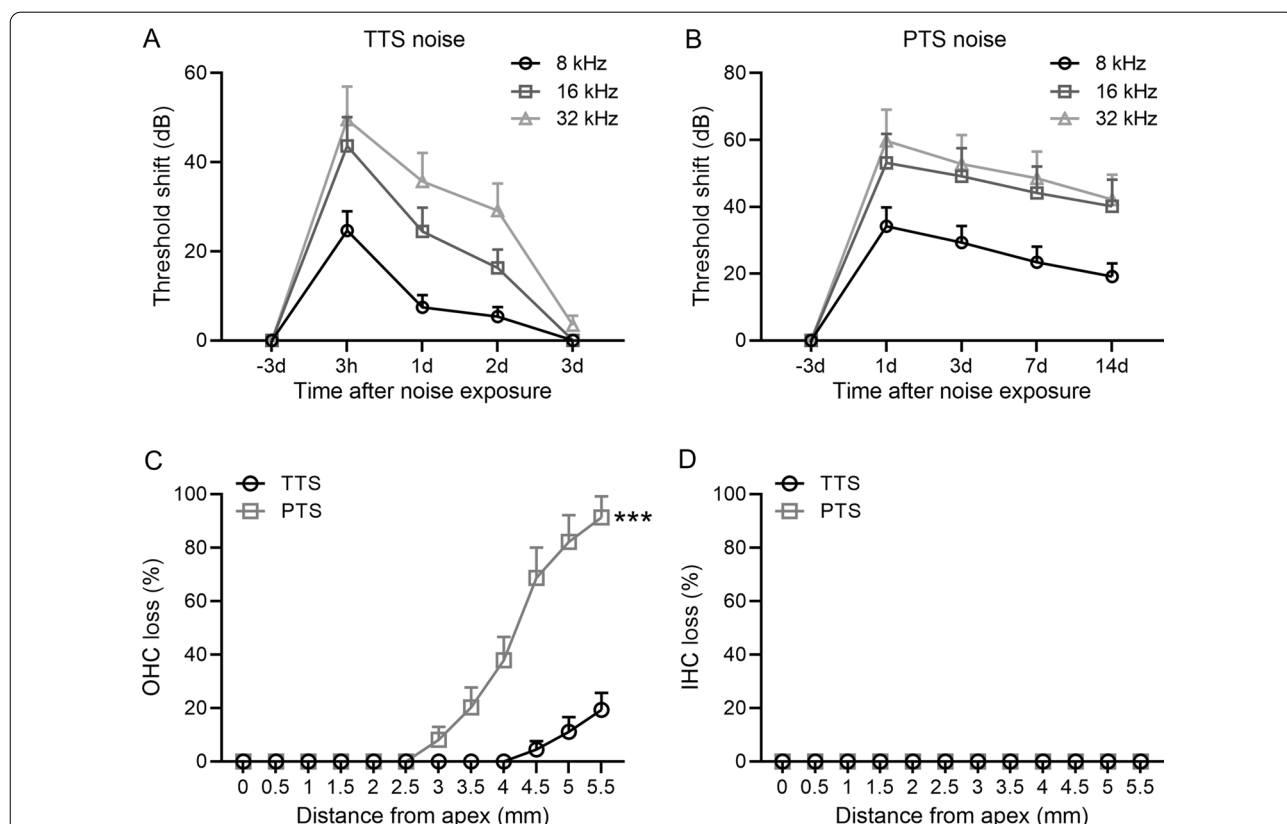 A
TTS noise
8 kHz
16 kHz
32 kHz
Threshold shift (dB)
60
40
20
0
-3d 3h 1d 2d 3d
Time after noise exposure
B
PTS noise
8 kHz
16 kHz
32 kHz
Threshold shift (dB)
80
60
40
20
0
-3d 1d 3d 7d 14d
Time after noise exposure
C
TTS
PTS
OHC loss (%)
100
80
60
40
20
0
***
0 0.5 1 1.5 2 2.5 3 3.5 4 4.5 5 5.5
Distance from apex (mm)
D
TTS
PTS
IHC loss (%)
100
80
60
40
20
0
0 0.5 1 1.5 2 2.5 3 3.5 4 4.5 5 5.5
Distance from apex (mm)